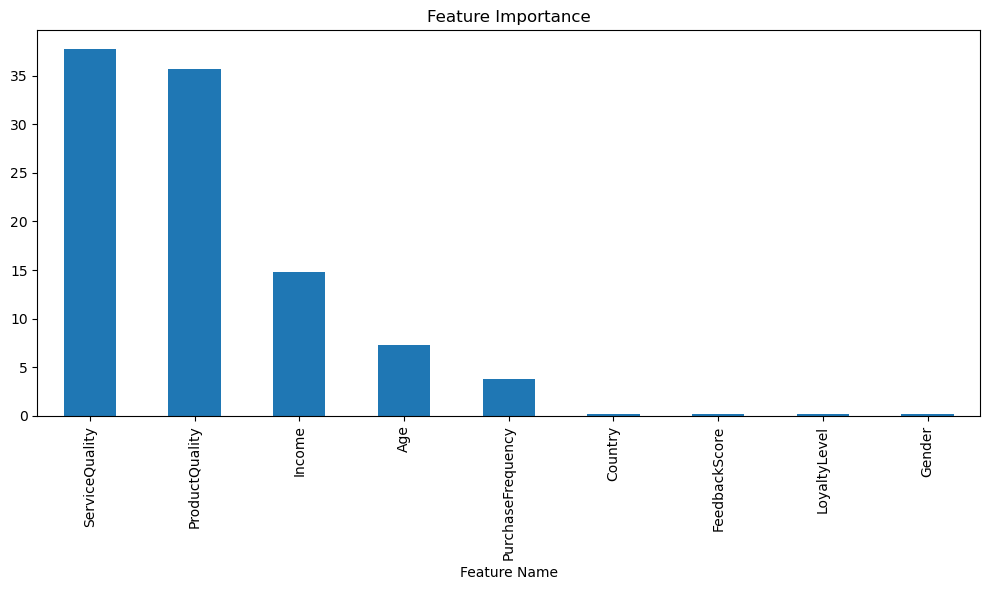 Feature Importance
35
30
25
20
15
10
5
0
ServiceQuality
ProductQuality
Income
Age
PurchaseFrequency
Country
FeedbackScore
LoyaltyLevel
Gender
Feature Name